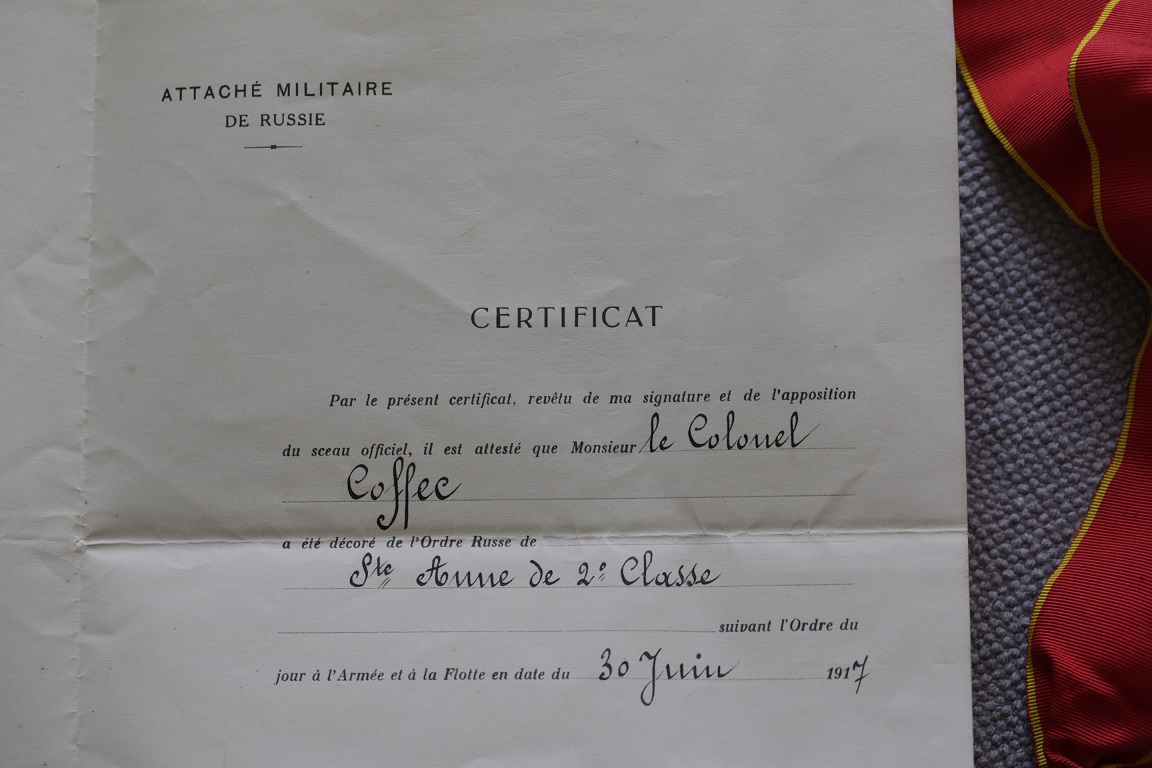 ATTACHÉ MILITAIRE
DE RUSSIE
CERTIFICAT
Par le présent certificat, revêtu de ma signature et de l'apposition
du sceau officiel, il est attesté que Monsieur le Colonel
Coffec
a été décoré de l'Ordre Russe de
Ste Anne de 2e Classe
suivant l'Ordre du
jour à l'Armée et à la Flotte en date du 30 Juin 1917